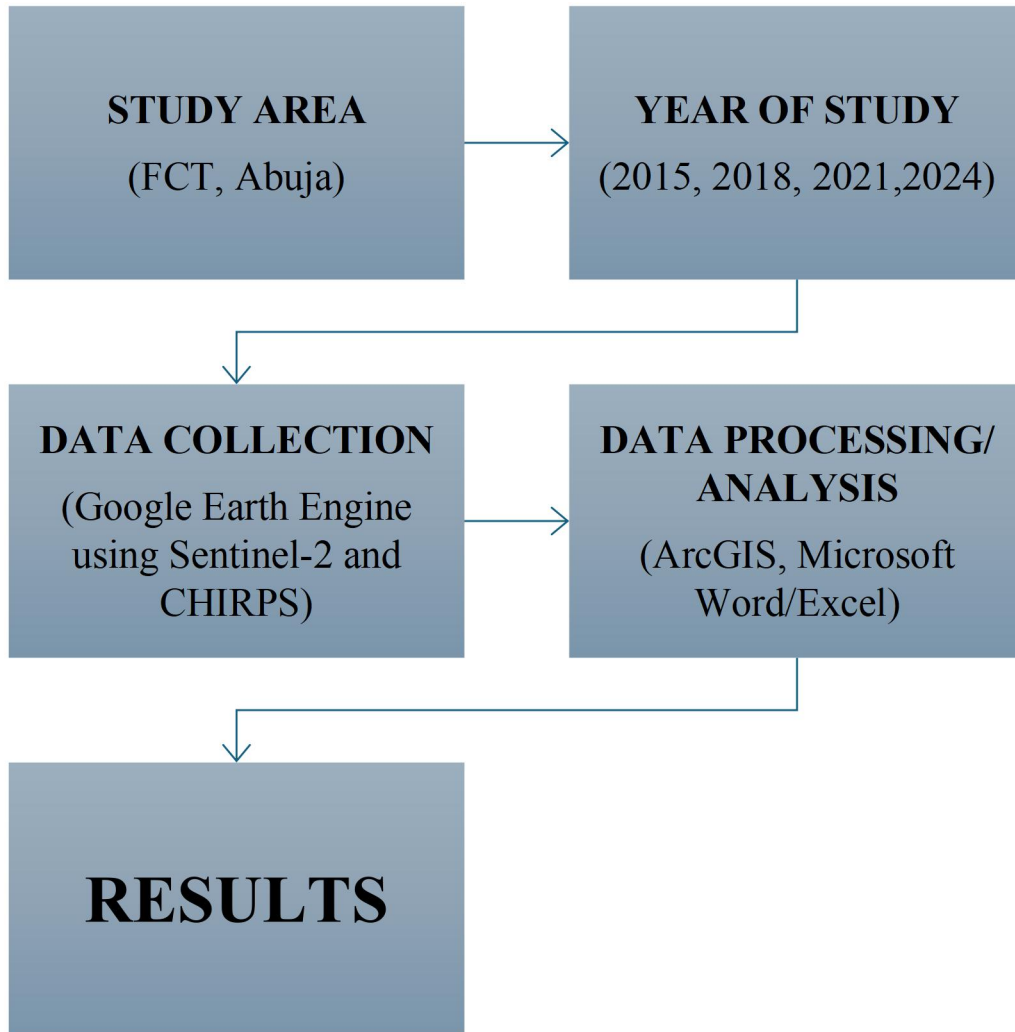 STUDY AREA
(FCT, Abuja)
YEAR OF STUDY
(2015, 2018, 2021,2024)
DATA COLLECTION
(Google Earth Engine
using Sentinel-2 and
CHIRPS)
DATA PROCESSING/
ANALYSIS
(ArcGIS, Microsoft
Word/Excel)
RESULTS